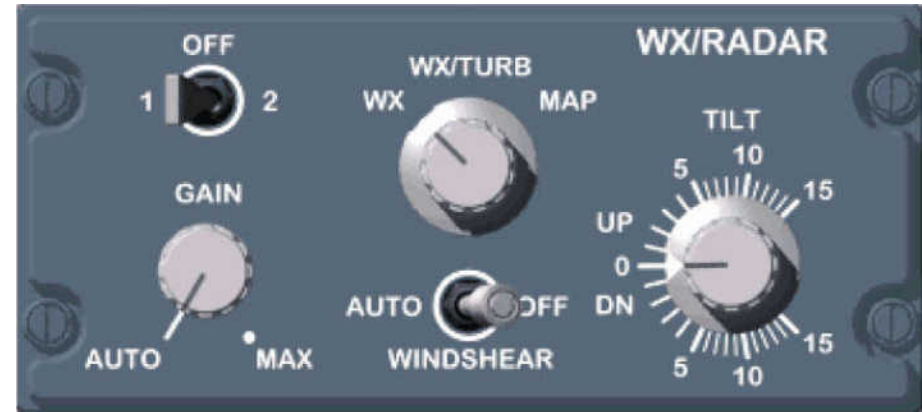 OFF
1 2
WX/RADAR
WX/TURB
WX MAP
GAIN
AUTO MAX
AUTO OFF
WINDSHEAR
TILT
10
5 15
UP
0
DN
5 15
10